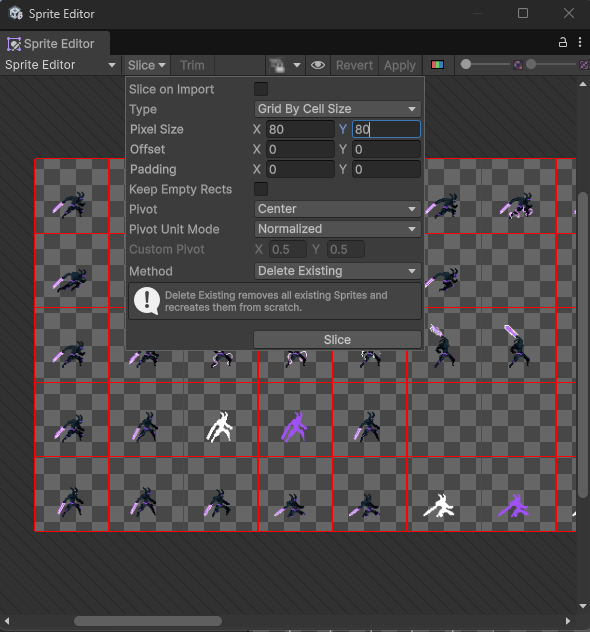 Sprite Editor
Sprite Editor
Sprite Editor Slice Trim Revert Apply
Slice on Import
Type Grid By Cell Size
Pixel Size X 80 Y 80
Offset X 0 Y 0
Padding X 0 Y 0
Keep Empty Rects
Pivot Center
Pivot Unit Mode Normalized
Custom Pivot X 0.5 Y 0.5
Method Delete Existing
Delete Existing removes all existing Sprites and
recreates them from scratch.
Slice